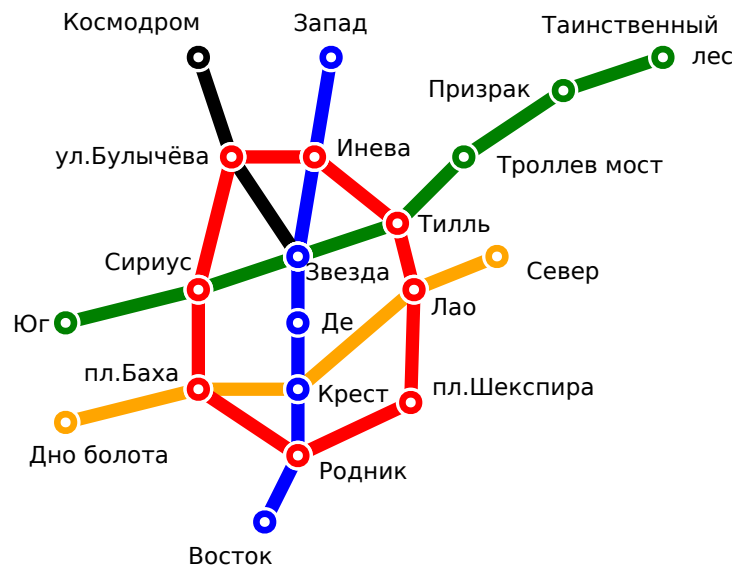 Космодром
Запад
Таинственный
лес
Призрак
ул.Булычёва
Инева
Троллев мост
Тилль
Сириус
Звезда
Север
Юг
Де
Лао
пл.Баха
Крест
пл.Шекспира
Дно болота
Родник
Восток